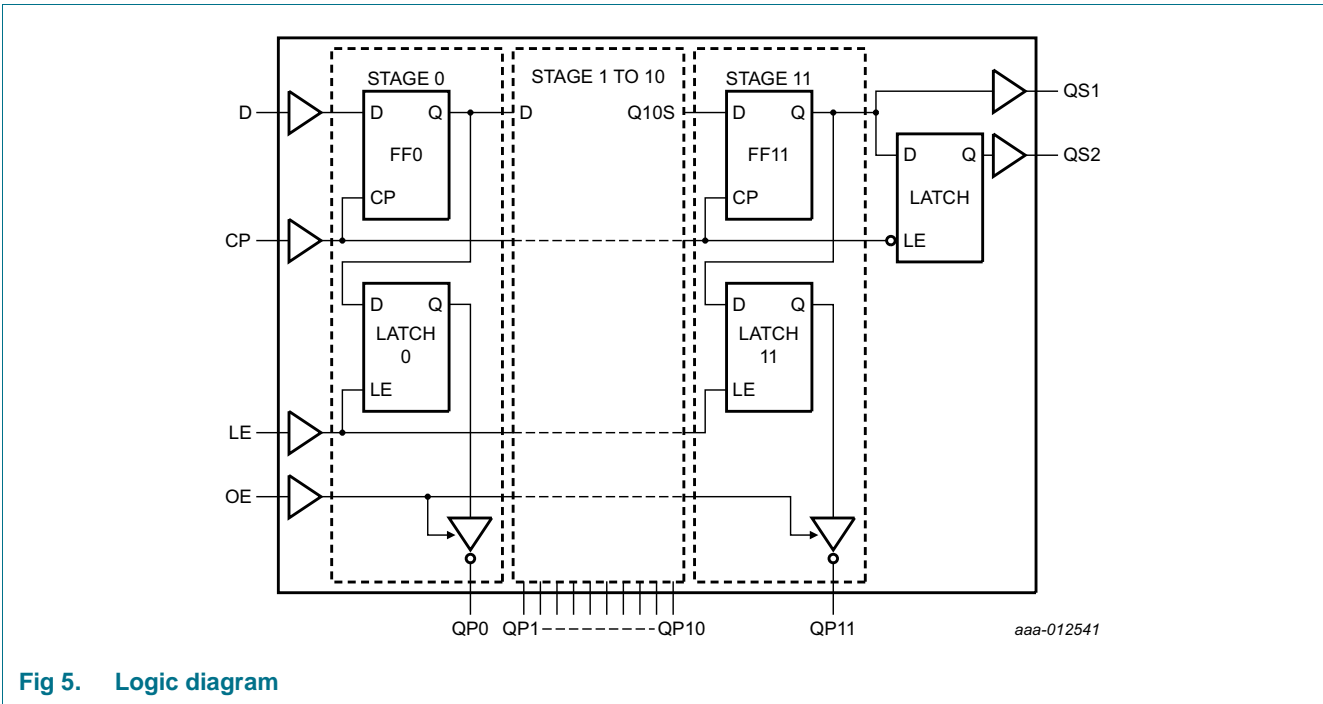 STAGE 0
STAGE 1 TO 10
STAGE 11
D
D Q
FF0
CP
D
Q10S
D Q
FF11
CP
QS1
D Q
LATCH
LE
QS2
CP
D Q
LATCH
0
LE
D Q
LATCH
11
LE
LE
OE
QP0
QP1
QP10
QP11
aaa-012541
Fig 5. Logic diagram